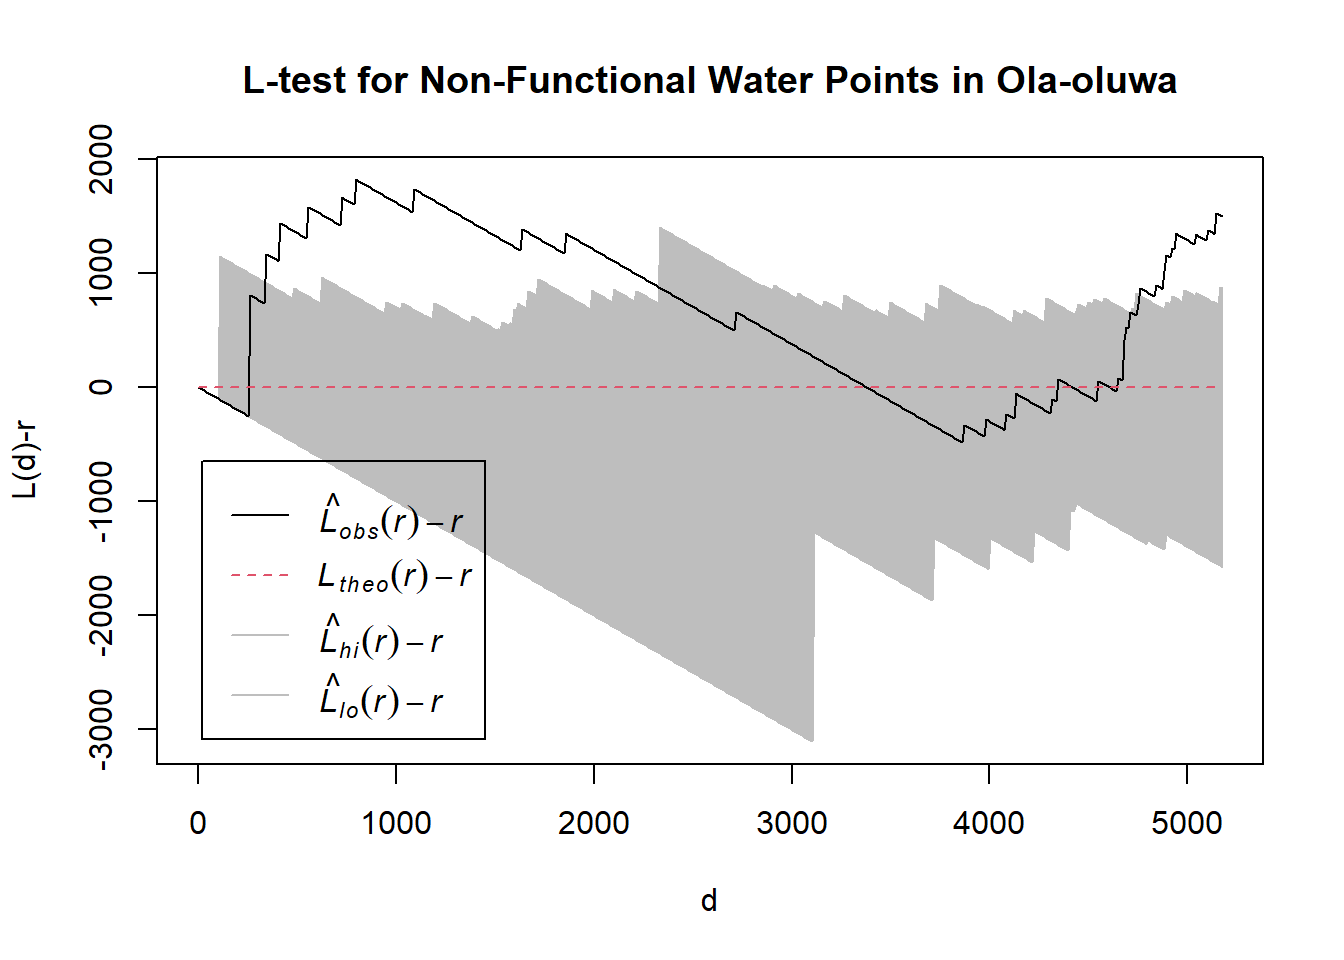 L-test for Non-Functional Water Points in Ola-oluwa
L(d)-r
2000
1000
0
-1000
-2000
-3000
L̂obs(r) – r
Ltheo(r) – r
L̂hi(r) – r
L̂lo(r) – r
0 1000 2000 3000 4000 5000
d